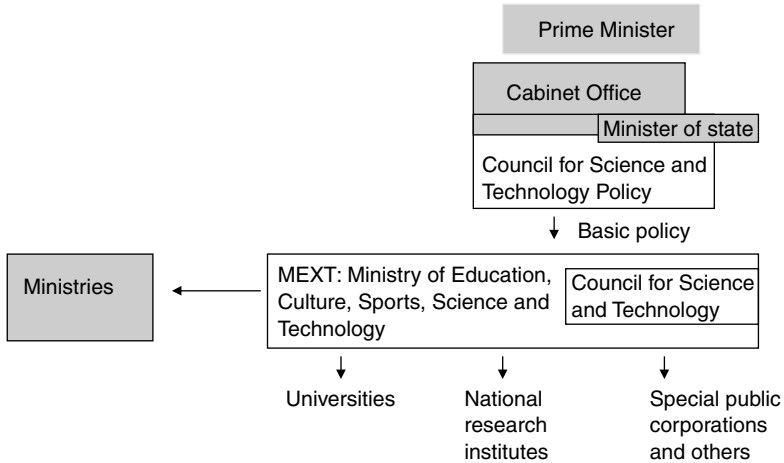 Prime Minister
Cabinet Office
Minister of state
Council for Science and
Technology Policy
Basic policy
Ministries
MEXT: Ministry of Education,
Culture, Sports, Science and
Technology
Council for Science
and Technology
Universities
National
research
institutes
Special public
corporations
and others